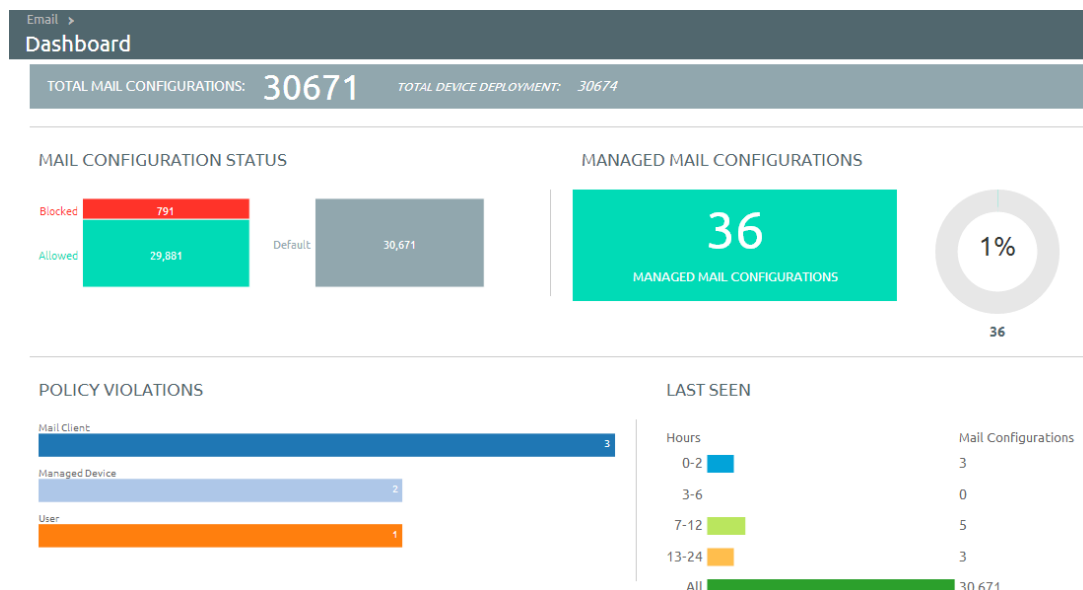 Email >
Dashboard
TOTAL MAIL CONFIGURATIONS: 30671 TOTAL DEVICE DEPLOYMENT: 30674
MAIL CONFIGURATION STATUS
Blocked 791
Allowed 29,881
Default 30,671
MANAGED MAIL CONFIGURATIONS
36
MANAGED MAIL CONFIGURATIONS
1%
36
POLICY VIOLATIONS
Mail Client
3
Managed Device
2
User
1
LAST SEEN
Hours Mail Configurations
0-2 3
3-6 0
7-12 5
13-24 3
All 30,671